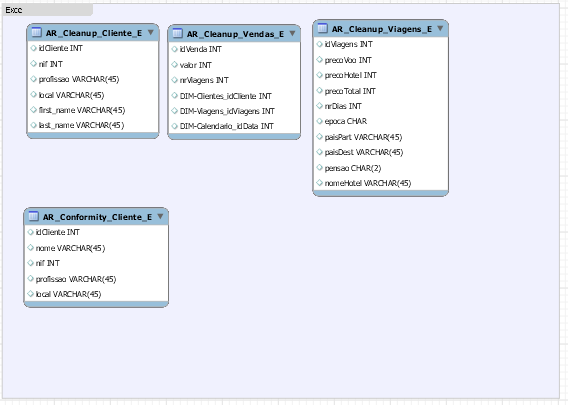 Exce
AR_Cleanup_Cliente_E
idCliente INT
nif INT
profissao VARCHAR(45)
local VARCHAR(45)
first_name VARCHAR(45)
last_name VARCHAR(45)
AR_Cleanup_Vendas_E
idVenda INT
valor INT
nrViagens INT
DIM-Clientes_idCliente INT
DIM-Viagens_idViagens INT
DIM-Calendario_idData INT
AR_Cleanup_Viagens_E
idViagens INT
precoVoo INT
precoHotel INT
precoTotal INT
nrDias INT
epoca CHAR
paisPart VARCHAR(45)
paisDest VARCHAR(45)
pensao CHAR(2)
nomeHotel VARCHAR(45)
AR_Conformity_Cliente_E
idCliente INT
nome VARCHAR(45)
nif INT
profissao VARCHAR(45)
local VARCHAR(45)